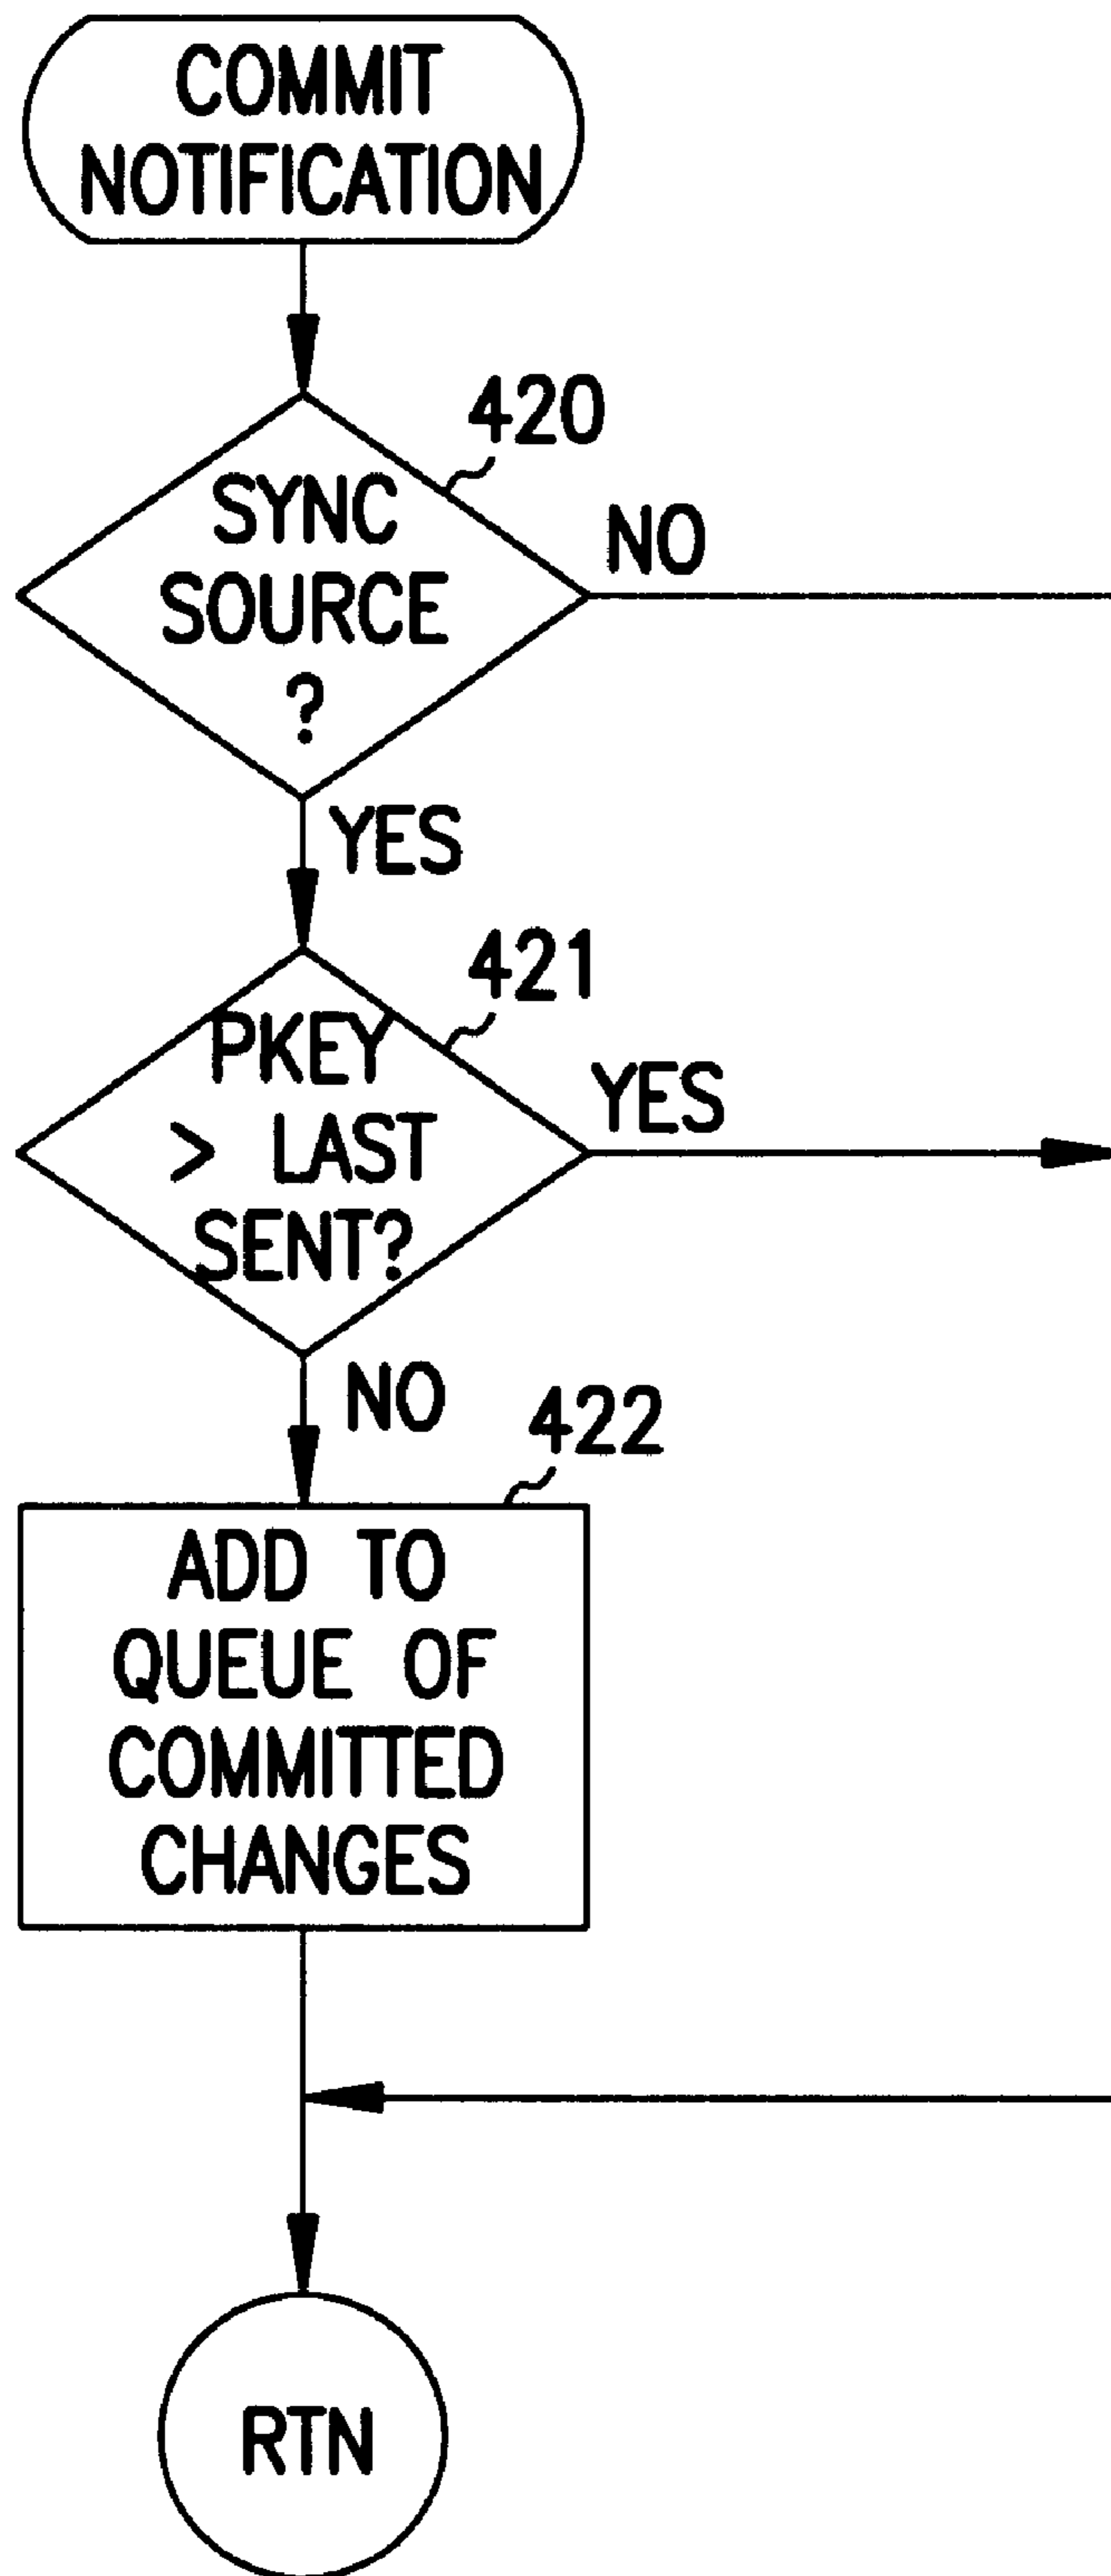 COMMIT
NOTIFICATION
420
SYNC
SOURCE
?
NO
YES
421
PKEY
> LAST
SENT?
YES
NO
422
ADD TO
QUEUE OF
COMMITTED
CHANGES
RTN